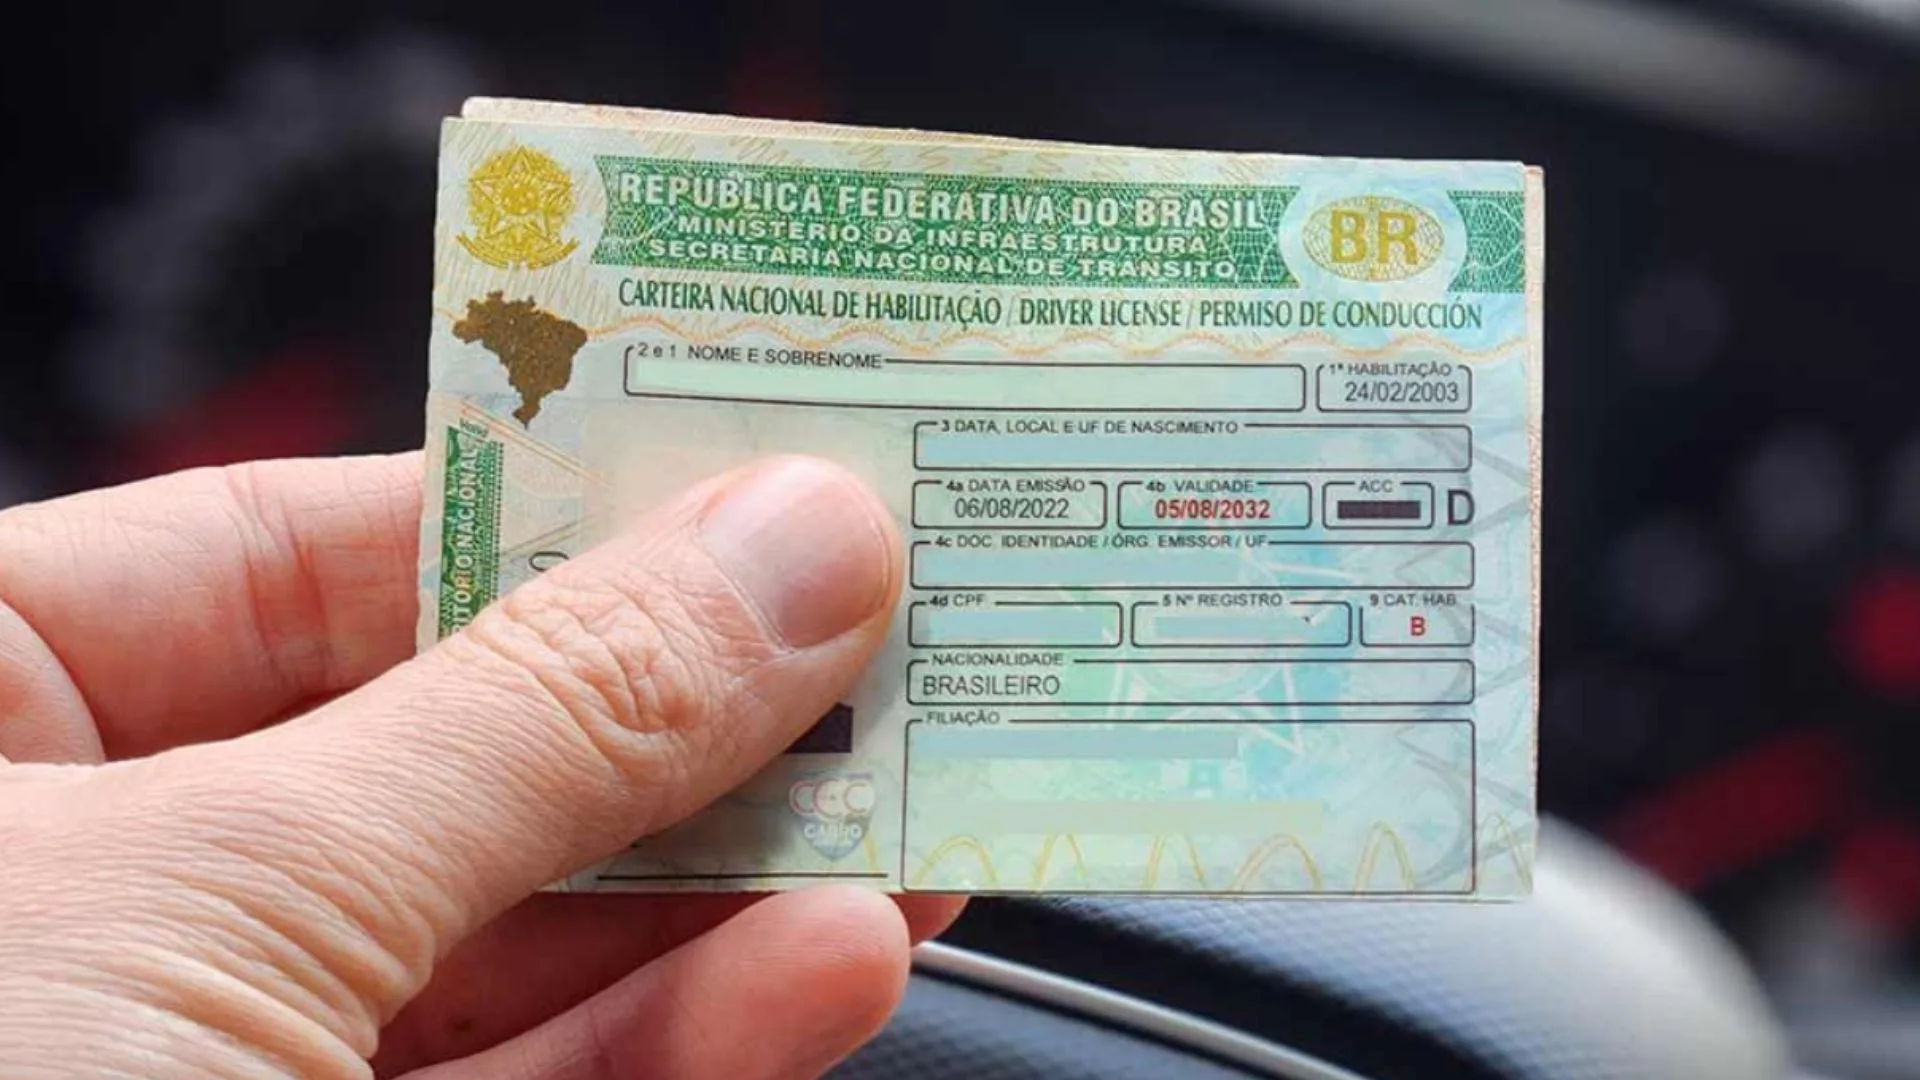 REPÚBLICA FEDERATIVA DO BRASIL
MINISTÉRIO DA INFRAESTRUTURA
SECRETARIA NACIONAL DE TRÂNSITO
BR
CARTEIRA NACIONAL DE HABILITAÇÃO / DRIVER LICENSE / PERMISO DE CONDUCCIÓN
2 e 1 NOME E SOBRENOME
1ª HABILITAÇÃO
24/02/2003
3 DATA, LOCAL E UF DE NASCIMENTO
4a DATA EMISSÃO
06/08/2022
4b VALIDADE
05/08/2032
ACC
D
4c DOC. IDENTIDADE / ÓRG. EMISSOR / UF
4d CPF
5 Nº REGISTRO
9 CAT. HAB.
B
NACIONALIDADE
BRASILEIRO
FILIAÇÃO
NACIONAL
CEC
CARRO